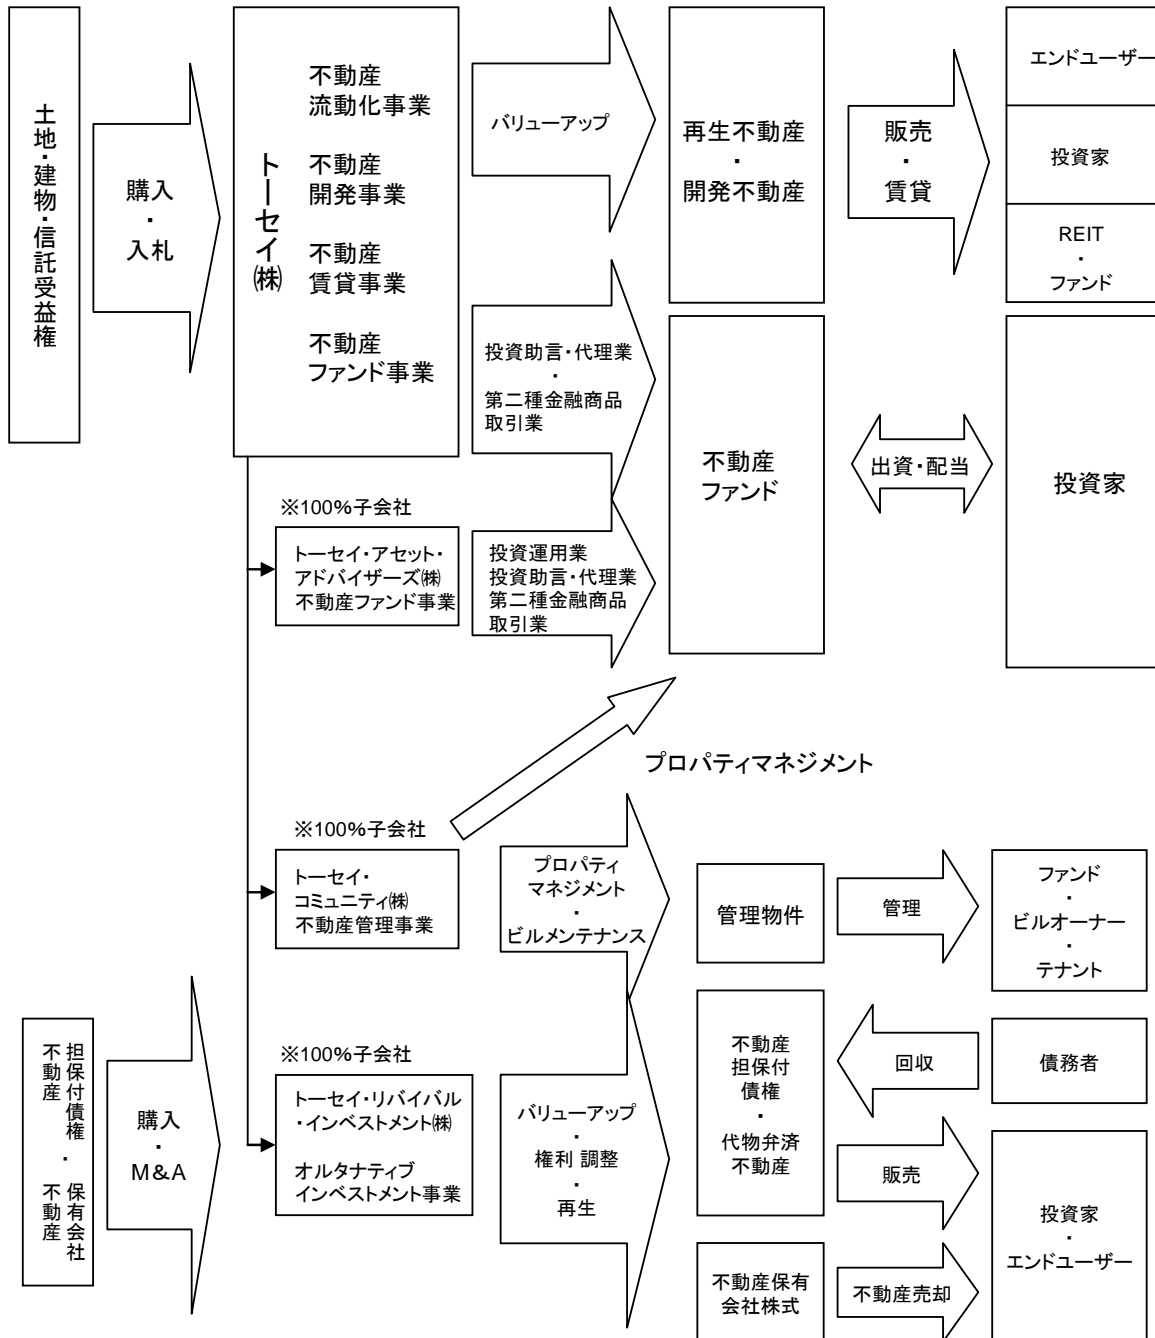 土地・建物・信託受益権
購入
・
入札
トーセイ㈱
不動産
流動化事業
不動産
開発事業
不動産
賃貸事業
不動産
ファンド事業
バリューアップ
再生不動産
・
開発不動産
販売
・
賃貸
エンドユーザー
投資家
REIT
・
ファンド
投資助言・代理業
・
第二種金融商品
取引業
不動産
ファンド
出資・配当
投資家
※100%子会社
トーセイ・アセット・
アドバイザーズ㈱
不動産ファンド事業
投資運用業
投資助言・代理業
第二種金融商品
取引業
プロパティマネジメント
※100%子会社
トーセイ・
コミュニティ㈱
不動産管理事業
プロパティ
マネジメント
・
ビルメンテナンス
管理物件
管理
ファンド
・
ビルオーナー
・
テナント
不動産
担保付債権
・
不動産
保有会社
購入
・
M&A
※100%子会社
トーセイ・リバイバル
・インベストメント㈱
オルタナティブ
インベストメント事業
バリューアップ
・
権利 調整
・
再生
不動産
担保付
債権
・
代物弁済
不動産
回収
債務者
販売
投資家
・
エンドユーザー
不動産保有
会社株式
不動産売却